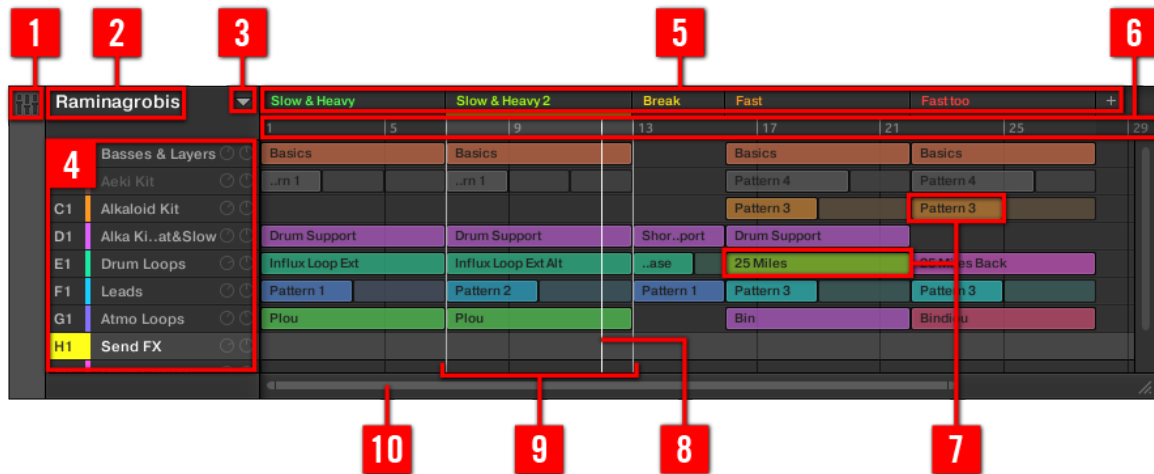 1 2 3 5 6
Raminagrobis Slow & Heavy Slow & Heavy 2 Break Fast Fast too +
1 5 9 13 17 21 25 29
4
Basses & Layers Basics Basics Basics Basics
Aeki Kit ..rn 1 ..rn 1 Pattern 4 Pattern 4
C1 Alkaloid Kit Pattern 3 Pattern 3
D1 Alka Ki..at&Slow Drum Support Drum Support Shor..port Drum Support
E1 Drum Loops Influx Loop Ext Influx Loop Ext Alt ..ase 25 Miles 25 Miles Back
F1 Leads Pattern 1 Pattern 2 Pattern 1 Pattern 3 Pattern 3
G1 Atmo Loops Plou Plou Bin Bindiou
H1 Send FX
10 9 8 7